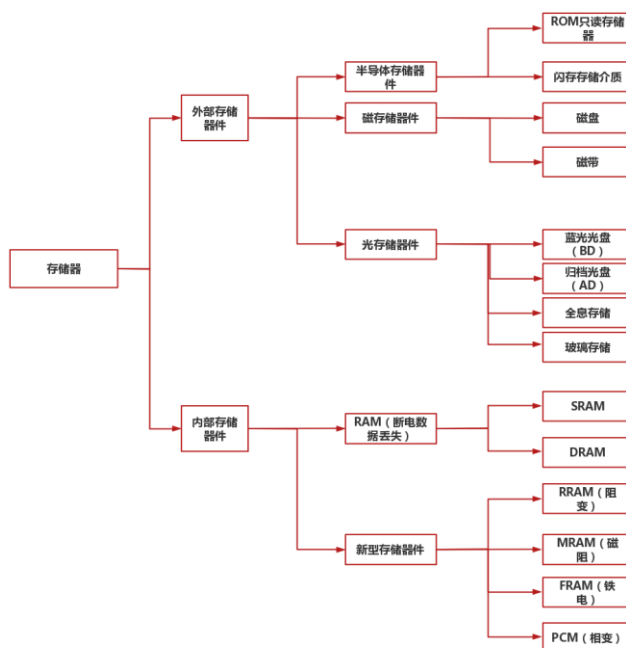 ROM只读存储
器
半导体存储器
件
闪存存储介质
外部存储
器件
磁存储器件
磁盘
磁带
光存储器件
蓝光光盘
（BD）
归档光盘
（AD）
全息存储
玻璃存储
存储器
内部存储
器件
RAM（断电数
据丢失）
SRAM
DRAM
RRAM（阻
变）
新型存储器件
MRAM（磁
阻）
FRAM（铁
电）
PCM（相变）